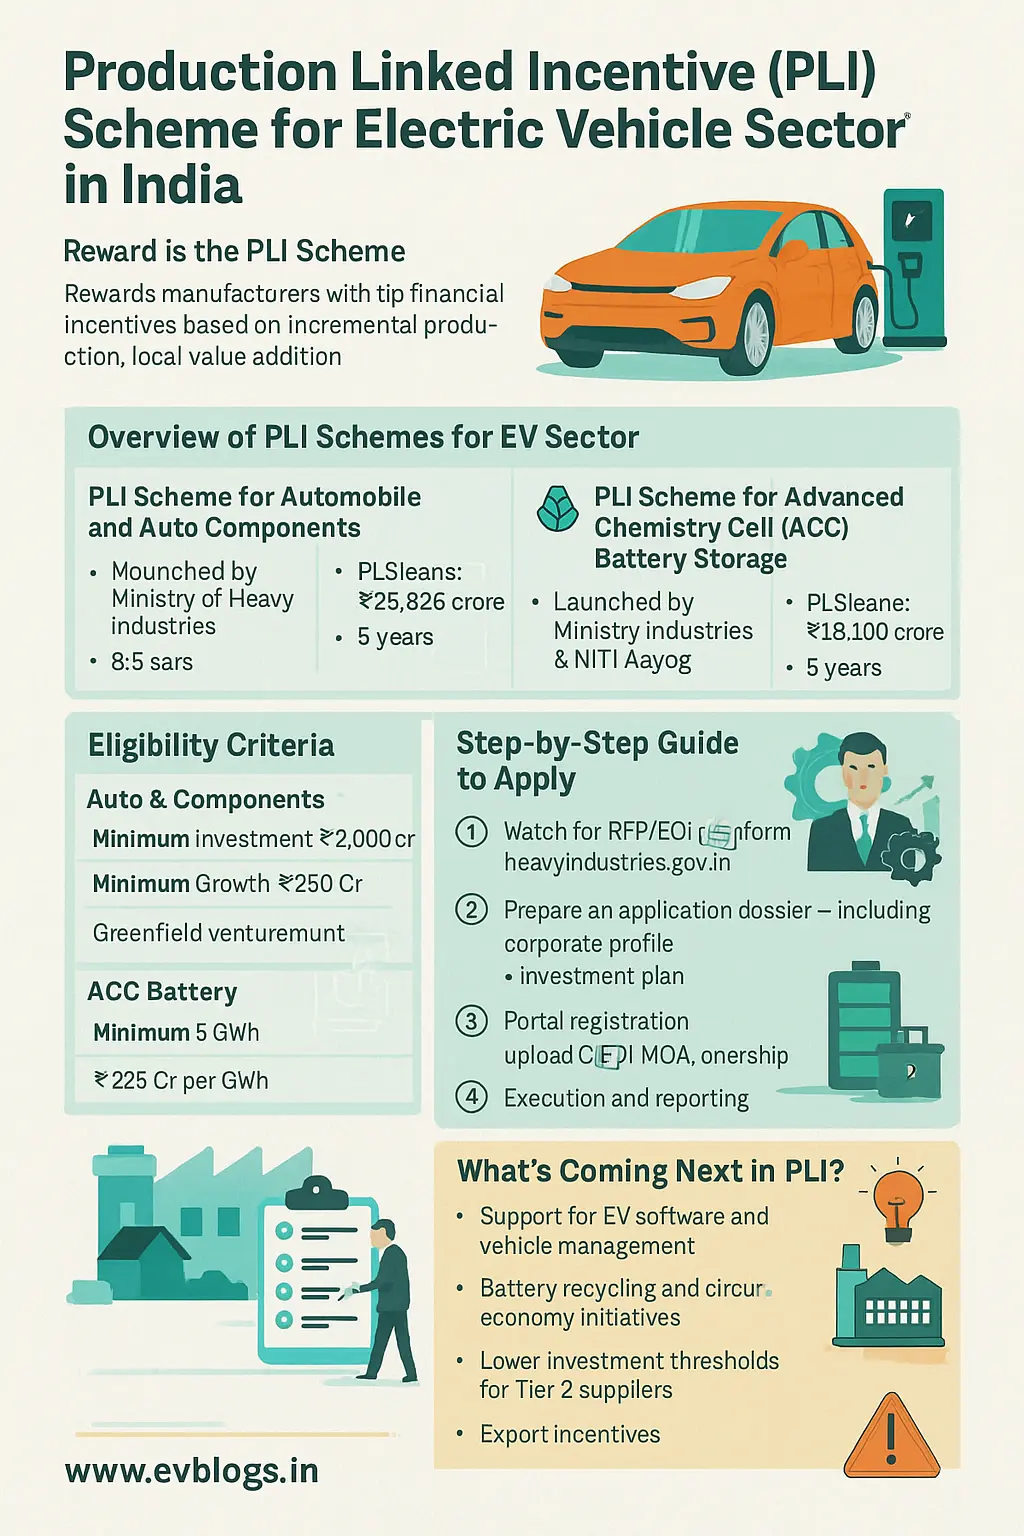 Production Linked Incentive (PLI)
Scheme for Electric Vehicle Sector
in India
Reward is the PLI Scheme
Rewards manufacturers with tip financial
incentives based on incremental produ-
ction, local value addition
Overview of PLI Schemes for EV Sector
PLI Scheme for Automobile
and Auto Components
• Mounched by
Ministry of Heavy
industries
• 8:5 sars
• PLSleans:
₹25,826 crore
• 5 years
PLI Scheme for Advanced
Chemistry Cell (ACC)
Battery Storage
• Launched by
Ministry industries
& NITI Aayog
• PLSleane:
₹18,100 crore
• 5 years
Eligibility Criteria
Auto & Components
Minimum investment ₹2,000 cr
Minimum Growth ₹250 Cr
Greenfield venturemunt
ACC Battery
Minimum 5 GWh
₹225 Cr per GWh
Step-by-Step Guide
to Apply
1 Watch for RFP/EOi
heavyindustries.gov.in
2 Prepare an application dossier – including
corporate profile
• investment plan
3 Portal registration
upload MOA, onership
4 Execution and reporting
What's Coming Next in PLI?
• Support for EV software and
vehicle management
• Battery recycling and circur
economy initiatives
• Lower investment thresholds
for Tier 2 suppilers
• Export incentives
www.evblogs.in